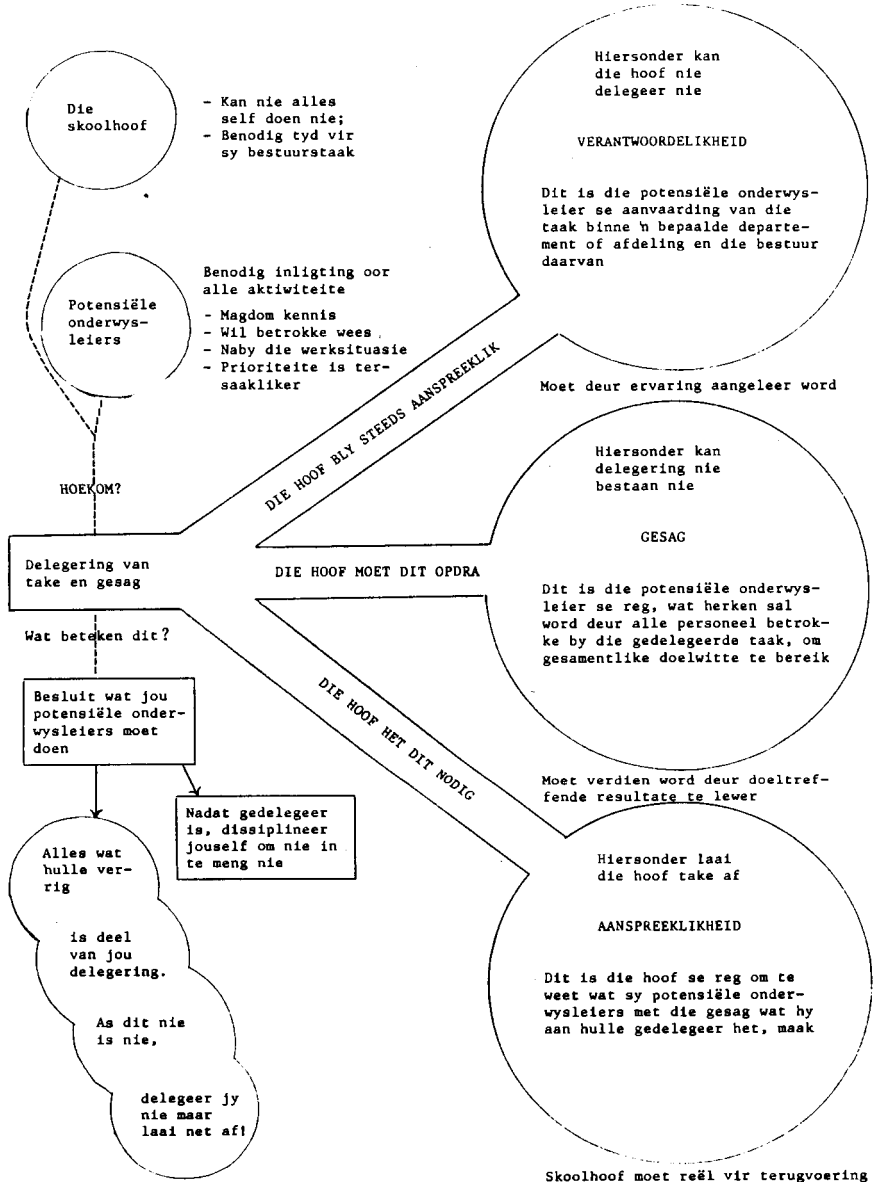 Die
skoolhoof
- Kan nie alles
self doen nie;
- Benodig tyd vir
sy bestuurstaak
Potensiële
onderwys-
leiers
Benodig inligting oor
alle aktiwiteite
- Magdom kennis
- Wil betrokke wees
- Naby die werksituasie
- Prioriteite is ter-
saakliker
HOEKOM?
Delegering van
take en gesag
Wat beteken dit?
Besluit wat jou
potensiële onder-
wysleiers moet
doen
Nadat gedelegeer
is, dissiplineer
jouself om nie in
te meng nie
Alles wat
hulle ver-
rig
is deel
van jou
delegering.
As dit nie
is nie,
delegeer jy
nie maar
laai net af!
DIE HOOF BLY STEEDS AANSPREEKLIK
Hiersonder kan
die hoof nie
delegeer nie
VERANTWOORDELIKHEID
Dit is die potensiële onderwys-
leier se aanvaarding van die
taak binne 'n bepaalde departe-
ment of afdeling en die bestuur
daarvan
Moet deur ervaring aangeleer word
DIE HOOF MOET DIT OPDRA
Hiersonder kan
delegering nie
bestaan nie
GESAG
Dit is die potensiële onderwys-
leier se reg, wat herken sal
word deur alle personeel betrok-
ke by die gedelegeerde taak, om
gesamentlike doelwitte te bereik
Moet verdien word deur doeltref-
fende resultate te lewer
DIE HOOF HET DIT NODIG
Hiersonder laai
die hoof take af
AANSPREEKLIKHEID
Dit is die hoof se reg om te
weet wat sy potensiële onder-
wysleiers met die gesag wat hy
aan hulle gedelegeer het, maak
Skoolhoof moet reël vir terugvoering